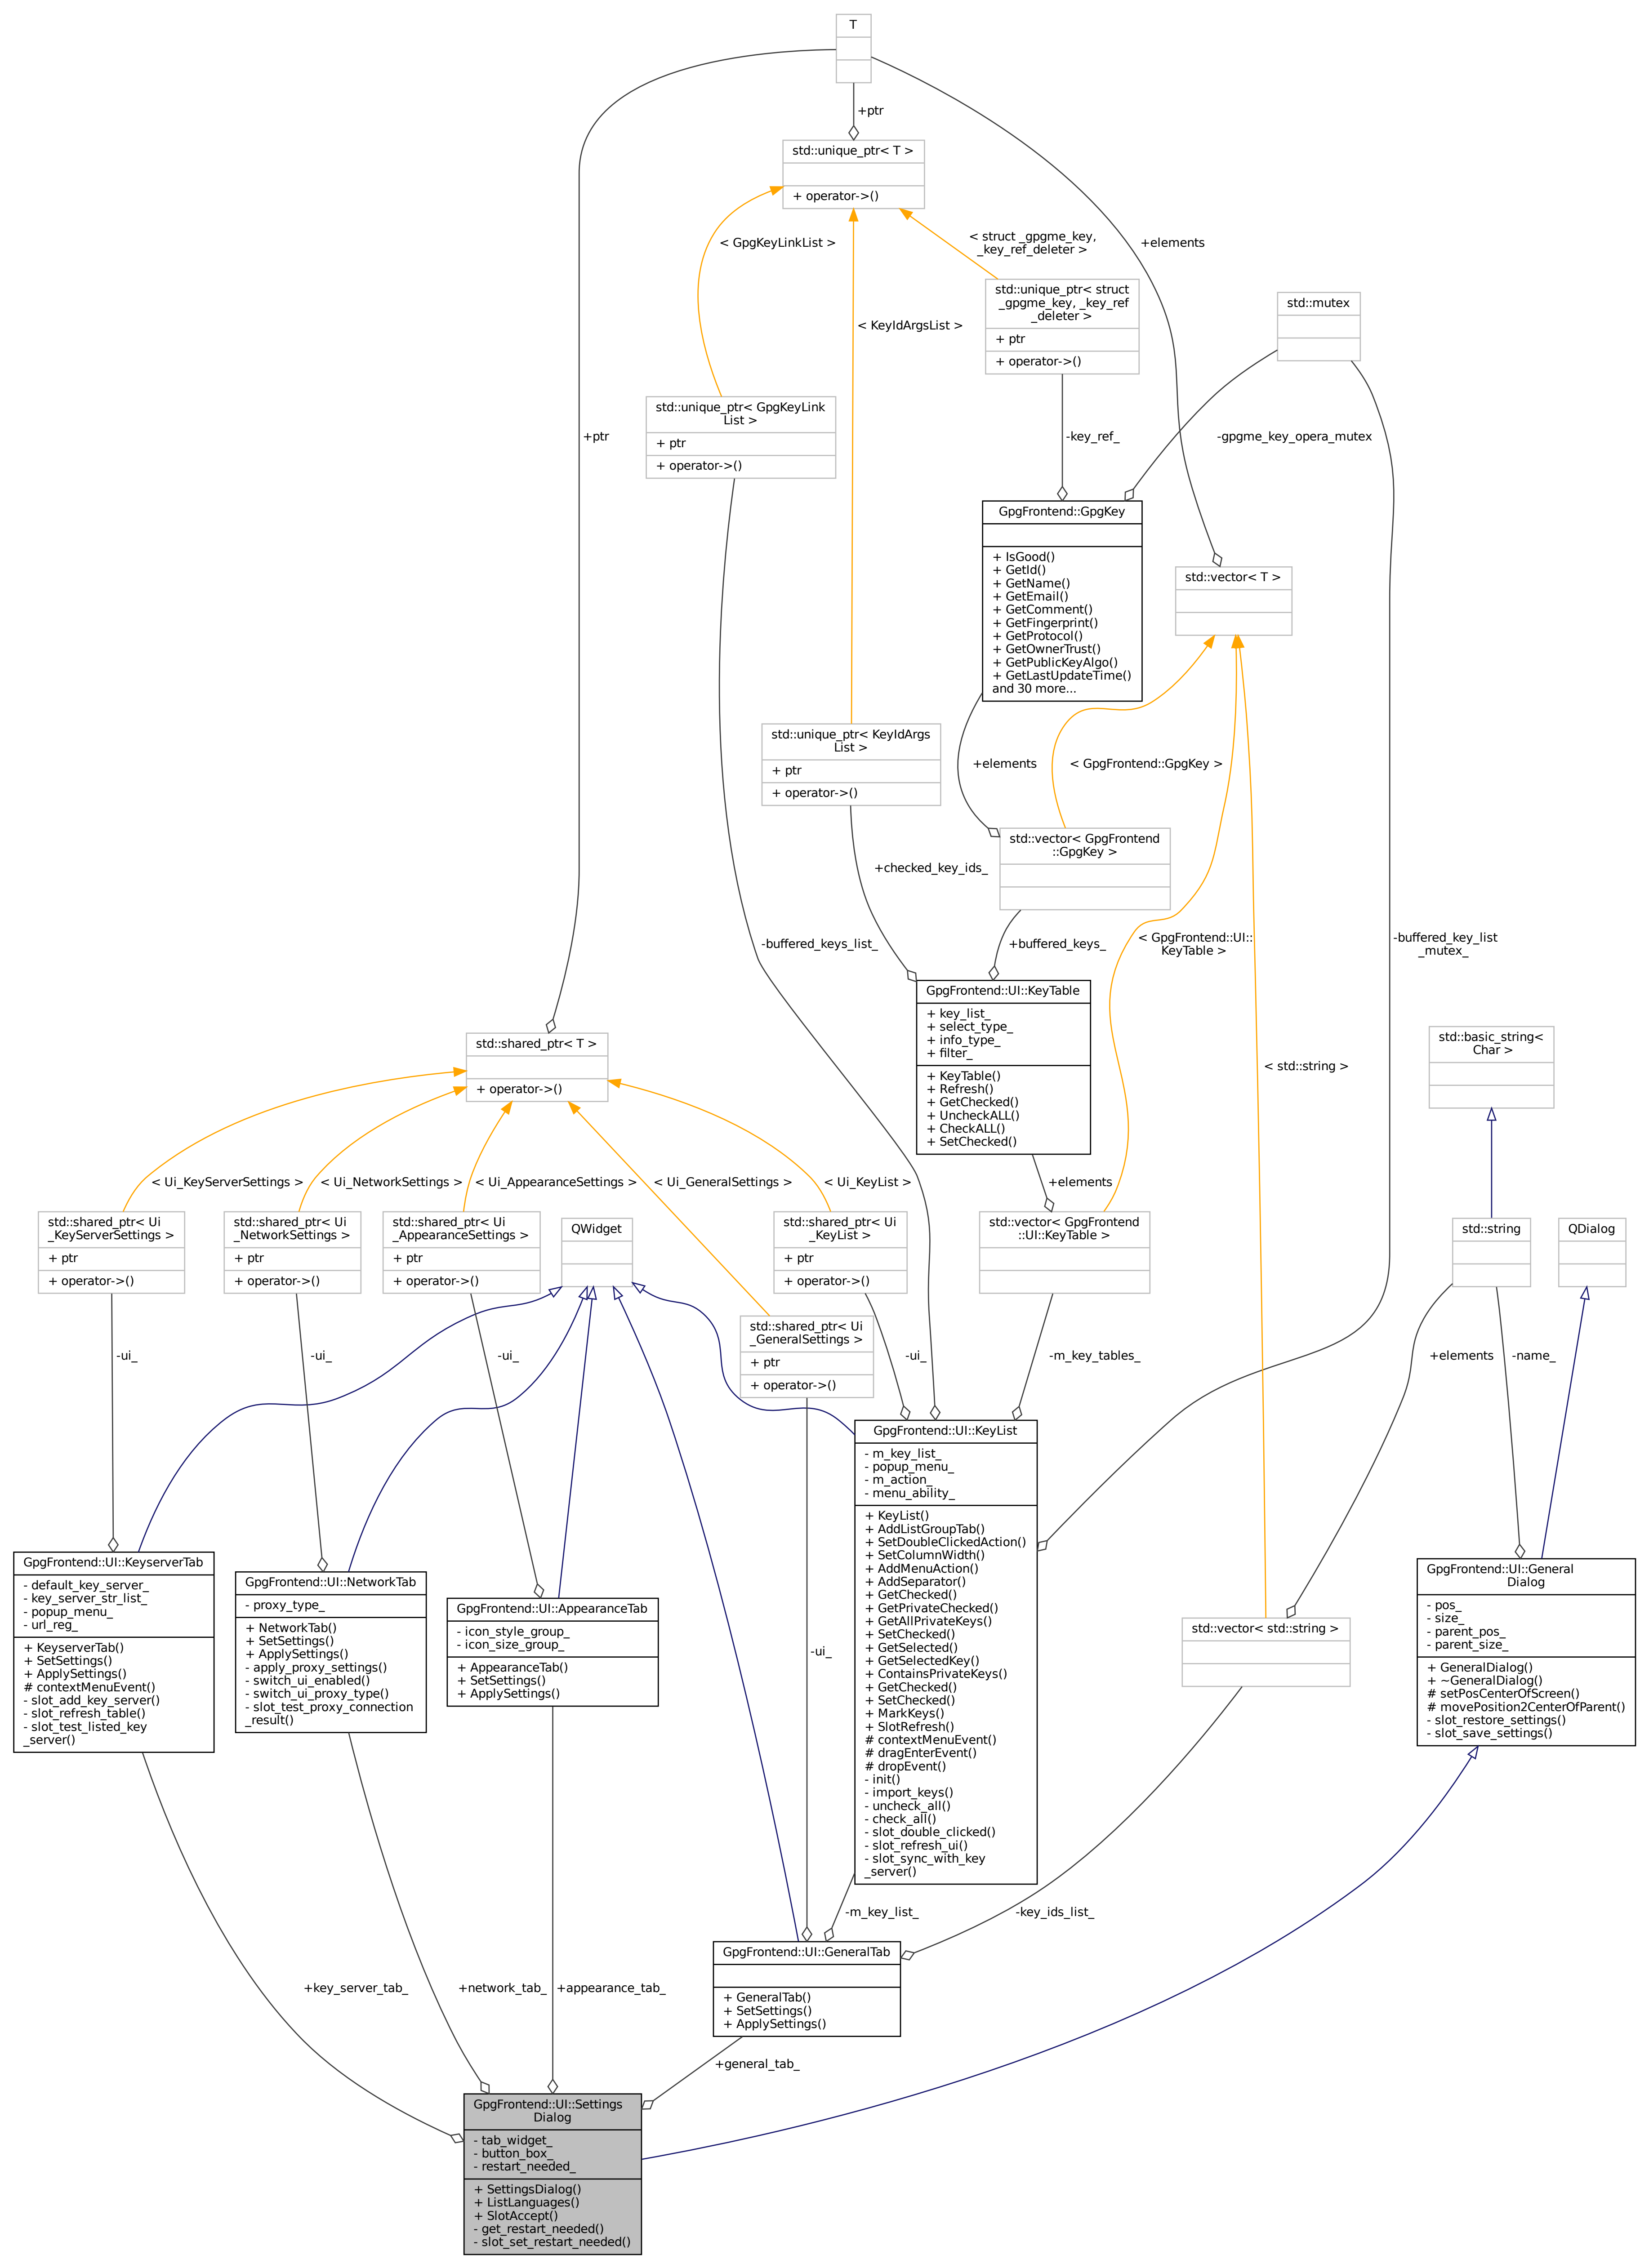 T
+ptr
std::unique_ptr< T >
+ operator->()
< GpgKeyLinkList >
< struct _gpgme_key,
_key_ref_deleter >
+elements
std::unique_ptr< struct
_gpgme_key, _key_ref
_deleter >
+ ptr
+ operator->()
std::mutex
< KeyIdArgsList >
std::unique_ptr< GpgKeyLink
List >
+ ptr
+ operator->()
+ptr
-key_ref_
-gpgme_key_opera_mutex
GpgFrontend::GpgKey
+ IsGood()
+ GetId()
+ GetName()
+ GetEmail()
+ GetComment()
+ GetFingerprint()
+ GetProtocol()
+ GetOwnerTrust()
+ GetPublicKeyAlgo()
+ GetLastUpdateTime()
and 30 more...
std::vector< T >
std::unique_ptr< KeyIdArgs
List >
+ ptr
+ operator->()
+elements
< GpgFrontend::GpgKey >
std::vector< GpgFrontend
::GpgKey >
+checked_key_ids_
-buffered_keys_list_
+buffered_keys_
< GpgFrontend::UI::
KeyTable >
-buffered_key_list
_mutex_
GpgFrontend::UI::KeyTable
+ key_list_
+ select_type_
+ info_type_
+ filter_
+ KeyTable()
+ Refresh()
+ GetChecked()
+ UncheckALL()
+ CheckALL()
+ SetChecked()
std::shared_ptr< T >
+ operator->()
< std::string >
std::basic_string<
Char >
< Ui_KeyServerSettings >
< Ui_NetworkSettings >
< Ui_AppearanceSettings >
< Ui_GeneralSettings >
< Ui_KeyList >
+elements
std::shared_ptr< Ui
_KeyServerSettings >
+ ptr
+ operator->()
std::shared_ptr< Ui
_NetworkSettings >
+ ptr
+ operator->()
std::shared_ptr< Ui
_AppearanceSettings >
+ ptr
+ operator->()
QWidget
std::shared_ptr< Ui
_KeyList >
+ ptr
+ operator->()
std::vector< GpgFrontend
::UI::KeyTable >
std::string
QDialog
std::shared_ptr< Ui
_GeneralSettings >
+ ptr
+ operator->()
-ui_
-ui_
-ui_
-ui_
-m_key_tables_
+elements
-name_
GpgFrontend::UI::KeyList
- m_key_list_
- popup_menu_
- m_action_
- menu_ability_
+ KeyList()
+ AddListGroupTab()
+ SetDoubleClickedAction()
+ SetColumnWidth()
+ AddMenuAction()
+ AddSeparator()
+ GetChecked()
+ GetPrivateChecked()
+ GetAllPrivateKeys()
+ SetChecked()
+ GetSelected()
+ GetSelectedKey()
+ ContainsPrivateKeys()
+ GetChecked()
+ SetChecked()
+ MarkKeys()
+ SlotRefresh()
# contextMenuEvent()
# dragEnterEvent()
# dropEvent()
- init()
- import_keys()
- uncheck_all()
- check_all()
- slot_double_clicked()
- slot_refresh_ui()
- slot_sync_with_key
_server()
GpgFrontend::UI::KeyserverTab
- default_key_server_
- key_server_str_list_
- popup_menu_
- url_reg_
+ KeyserverTab()
+ SetSettings()
+ ApplySettings()
# contextMenuEvent()
- slot_add_key_server()
- slot_refresh_table()
- slot_test_listed_key
_server()
GpgFrontend::UI::NetworkTab
- proxy_type_
+ NetworkTab()
+ SetSettings()
+ ApplySettings()
- apply_proxy_settings()
- switch_ui_enabled()
- switch_ui_proxy_type()
- slot_test_proxy_connection
_result()
GpgFrontend::UI::AppearanceTab
- icon_style_group_
- icon_size_group_
+ AppearanceTab()
+ SetSettings()
+ ApplySettings()
-ui_
std::vector< std::string >
GpgFrontend::UI::General
Dialog
- pos_
- size_
- parent_pos_
- parent_size_
+ GeneralDialog()
+ ~GeneralDialog()
# setPosCenterOfScreen()
# movePosition2CenterOfParent()
- slot_restore_settings()
- slot_save_settings()
-m_key_list_
-key_ids_list_
GpgFrontend::UI::GeneralTab
+ GeneralTab()
+ SetSettings()
+ ApplySettings()
+key_server_tab_
+network_tab_
+appearance_tab_
+general_tab_
GpgFrontend::UI::Settings
Dialog
- tab_widget_
- button_box_
- restart_needed_
+ SettingsDialog()
+ ListLanguages()
+ SlotAccept()
- get_restart_needed()
- slot_set_restart_needed()